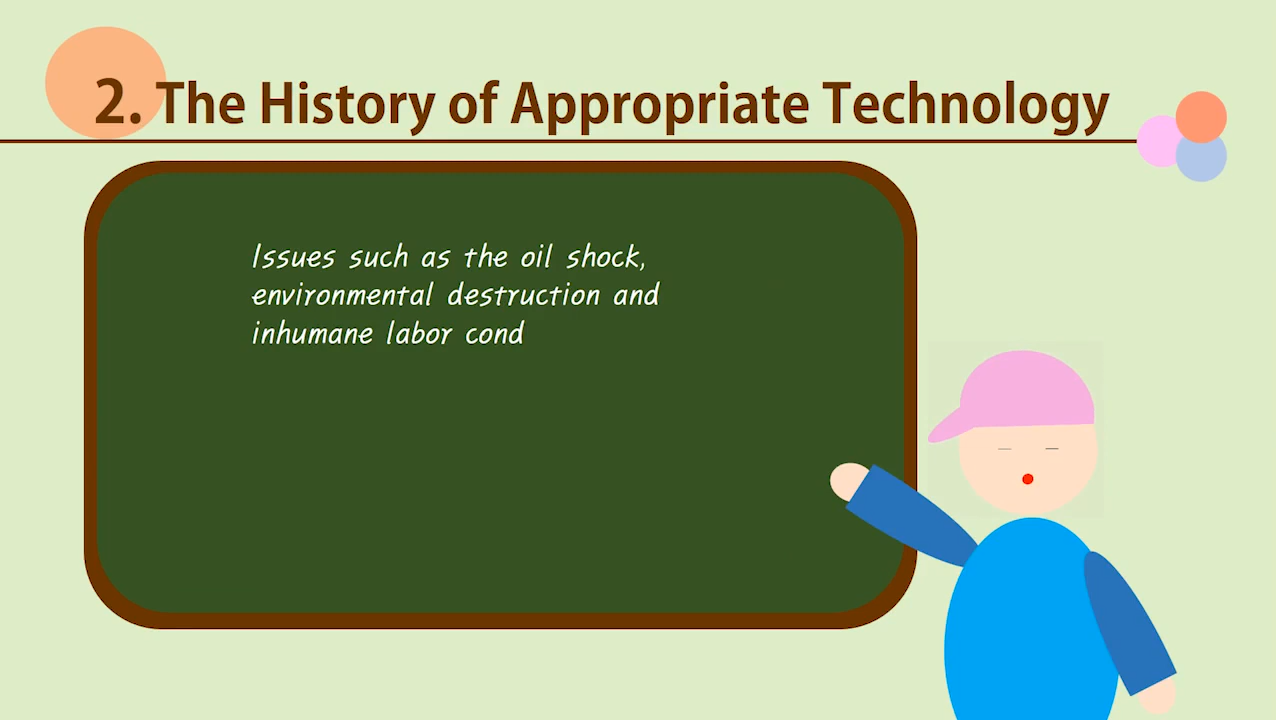 2. The History of Appropriate Technology
Issues such as the oil shock,
environmental destruction and
inhumane labor cond